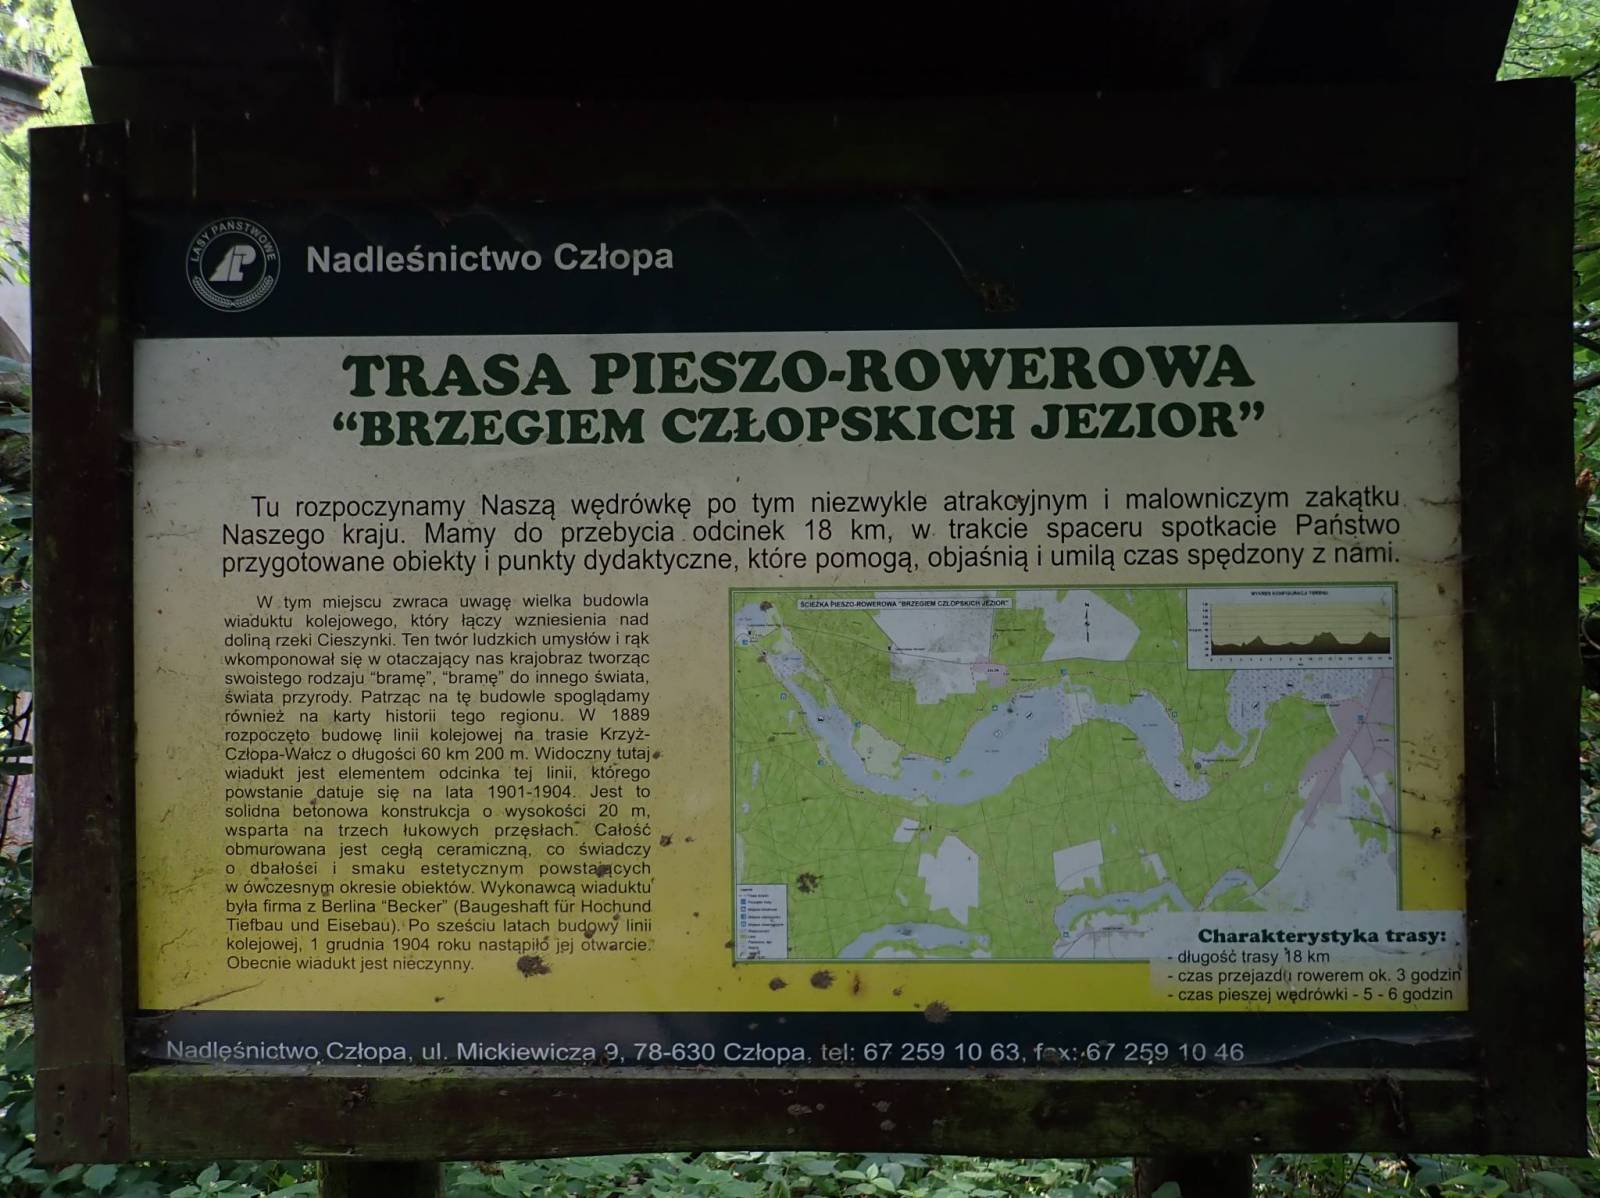 LASY PAŃSTWOWE
Nadleśnictwo Człopa
TRASA PIESZO-ROWEROWA
“BRZEGIEM CZŁOPSKICH JEZIOR”
Tu rozpoczynamy Naszą wędrówkę po tym niezwykle atrakcyjnym i malowniczym zakątku
Naszego kraju. Mamy do przebycia odcinek 18 km, w trakcie spaceru spotkacie Państwo
przygotowane obiekty i punkty dydaktyczne, które pomogą, objaśnią i umilą czas spędzony z nami.
W tym miejscu zwraca uwagę wielka budowla
wiaduktu kolejowego, który łączy wzniesienia nad
doliną rzeki Cieszynki. Ten twór ludzkich umysłów i rąk
wkomponował się w otaczający nas krajobraz tworząc
swoistego rodzaju “bramę”, “bramę” do innego świata,
świata przyrody. Patrząc na tę budowle spoglądamy
również na karty historii tego regionu. W 1889
rozpoczęto budowę linii kolejowej na trasie Krzyż-
Człopa-Wałcz o długości 60 km 200 m. Widoczny tutaj
wiadukt jest elementem odcinka tej linii, którego
powstanie datuje się na lata 1901-1904. Jest to
solidna betonowa konstrukcja o wysokości 20 m,
wsparta na trzech łukowych przęsłach. Całość
obmurowana jest cegłą ceramiczną, co świadczy
o dbałości i smaku estetycznym powstających
w ówczesnym okresie obiektów. Wykonawcą wiaduktu
była firma z Berlina “Becker” (Baugeshaft für Hochund
Tiefbau und Eisebau). Po sześciu latach budowy linii
kolejowej, 1 grudnia 1904 roku nastąpiło jej otwarcie.
Obecnie wiadukt jest nieczynny.
ŚCIEŻKA PIESZO-ROWEROWA "BRZEGIEM CZŁOPSKICH JEZIOR"
N
WYKRES KONFIGURACJI TERENU
Legenda
Charakterystyka trasy:
- długość trasy 18 km
- czas przejazdu rowerem ok. 3 godzin
- czas pieszej wędrówki - 5 - 6 godzin
Nadleśnictwo Człopa, ul. Mickiewicza 9, 78-630 Człopa, tel: 67 259 10 63, fax: 67 259 10 46